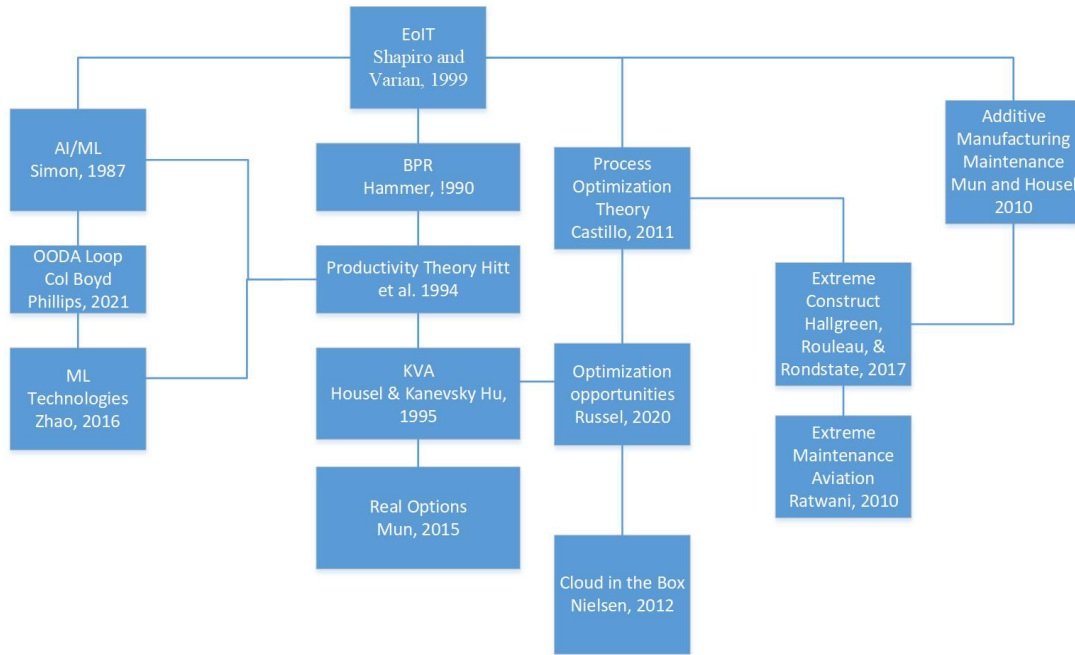 EoIT
Shapiro and
Varian, 1999
AI/ML
Simon, 1987
OODA Loop
Col Boyd
Phillips, 2021
ML
Technologies
Zhao, 2016
BPR
Hammer, !990
Productivity Theory Hitt
et al. 1994
KVA
Housel & Kanevsky Hu,
1995
Real Options
Mun, 2015
Process
Optimization
Theory
Castillo, 2011
Optimization
opportunities
Russel, 2020
Cloud in the Box
Nielsen, 2012
Extreme
Construct
Hallgreen,
Rouleau, &
Rondstate, 2017
Extreme
Maintenance
Aviation
Ratwani, 2010
Additive
Manufacturing
Maintenance
Mun and Housel
2010